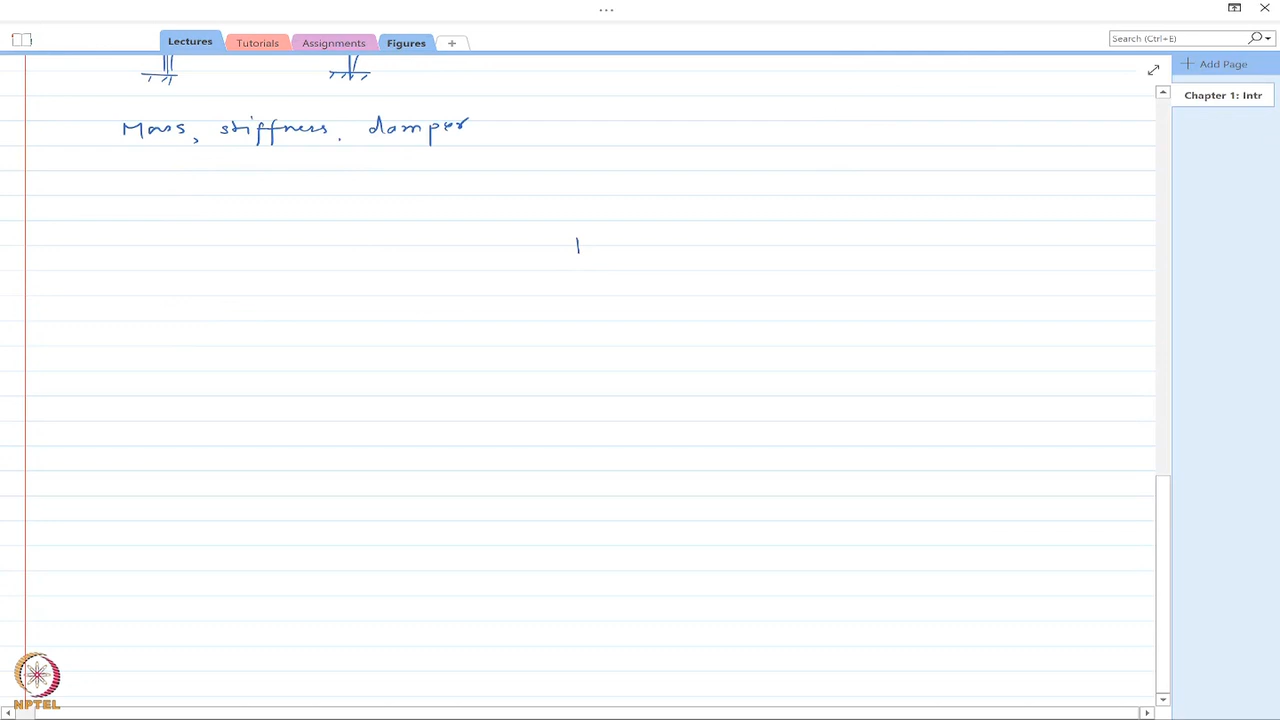 ...
Lectures Tutorials Assignments Figures +
Search (Ctrl+E)
+ Add Page
Chapter 1: Intr
Mass, stiffness, damper
NPTEL